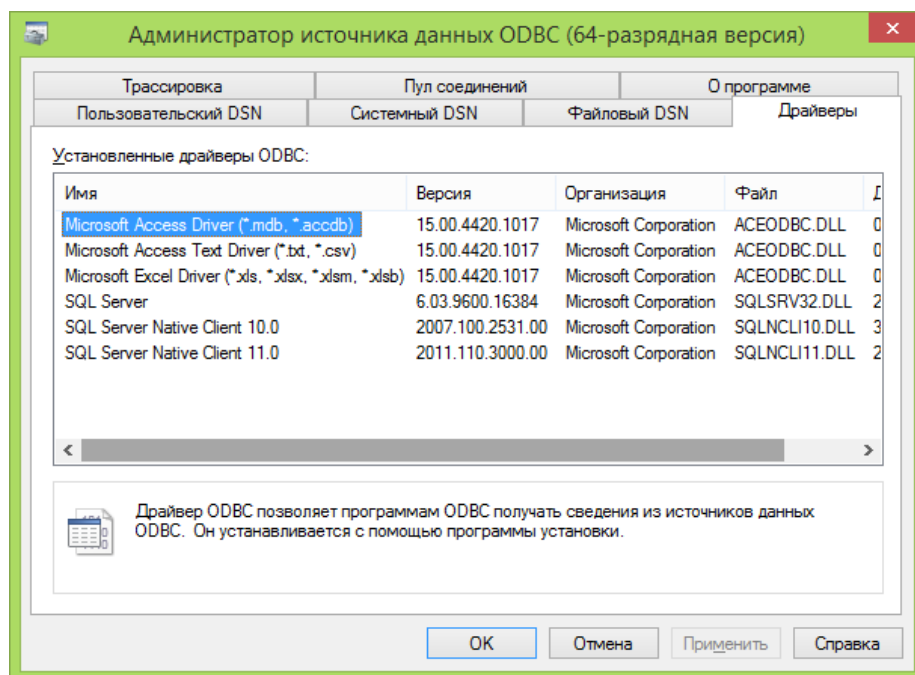 Администратор источника данных ODBC (64-разрядная версия)
Трассировка Пул соединений О программе
Пользовательский DSN Системный DSN Файловый DSN Драйверы
Установленные драйверы ODBC:
Имя Версия Организация Файл
Microsoft Access Driver (*.mdb, *.accdb) 15.00.4420.1017 Microsoft Corporation ACEODBC.DLL 0
Microsoft Access Text Driver (*.txt, *.csv) 15.00.4420.1017 Microsoft Corporation ACEODBC.DLL 0
Microsoft Excel Driver (*.xls, *.xlsx, *.xlsm, *.xlsb) 15.00.4420.1017 Microsoft Corporation ACEODBC.DLL 0
SQL Server 6.03.9600.16384 Microsoft Corporation SQLSRV32.DLL 2
SQL Server Native Client 10.0 2007.100.2531.00 Microsoft Corporation SQLNCLI10.DLL 3
SQL Server Native Client 11.0 2011.110.3000.00 Microsoft Corporation SQLNCLI11.DLL 2
Драйвер ODBC позволяет программам ODBC получать сведения из источников данных
ODBC. Он устанавливается с помощью программы установки.
OK Отмена Применить Справка